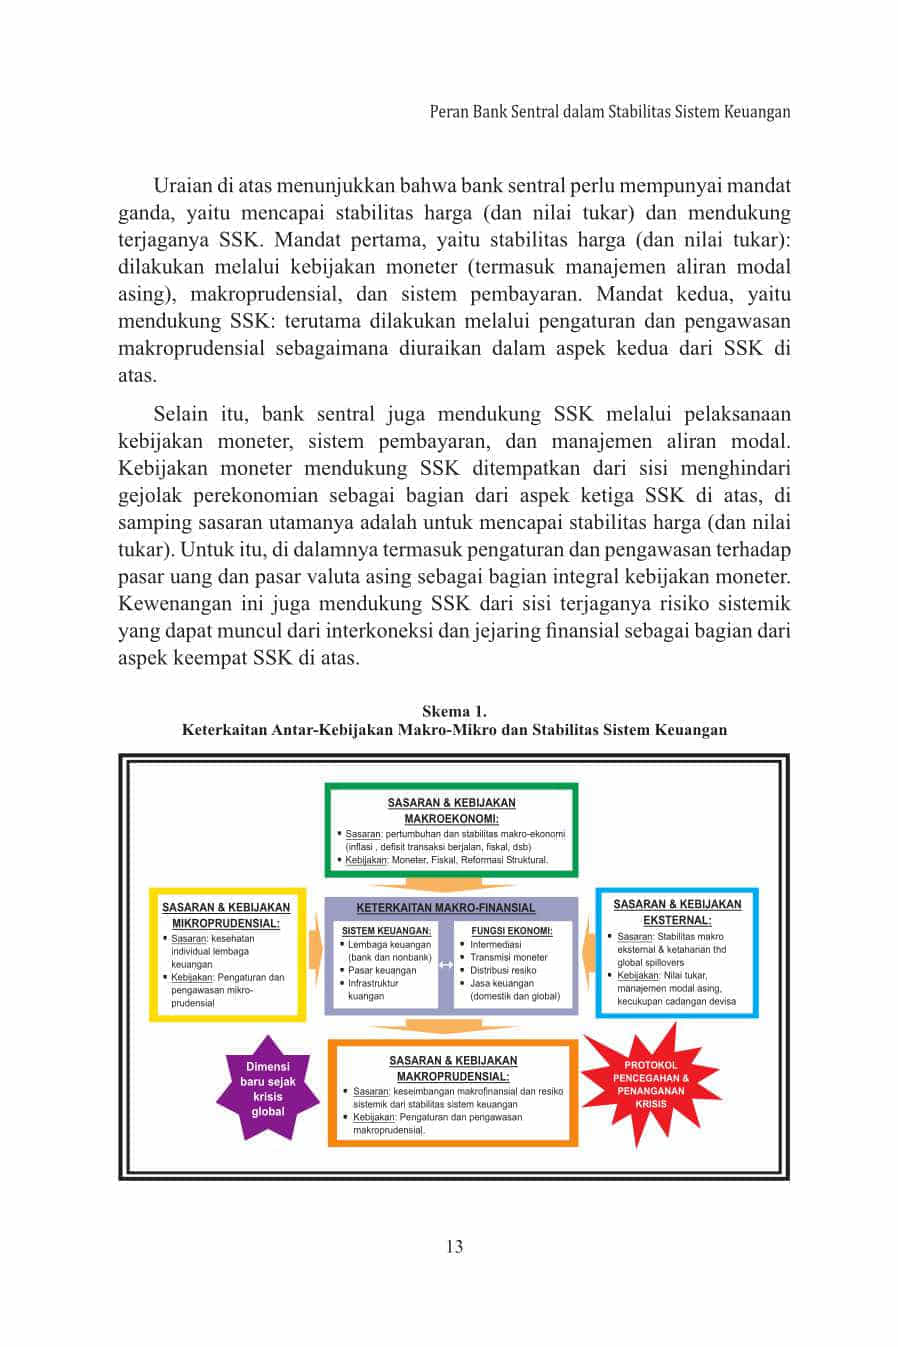 Peran Bank Sentral dalam Stabilitas Sistem Keuangan
Uraian di atas menunjukkan bahwa bank sentral perlu mempunyai mandat
ganda, yaitu mencapai stabilitas harga (dan nilai tukar) dan mendukung
terjaganya SSK. Mandat pertama, yaitu stabilitas harga (dan nilai tukar):
dilakukan melalui kebijakan moneter (termasuk manajemen aliran modal
asing), makroprudensial, dan sistem pembayaran. Mandat kedua, yaitu
mendukung SSK: terutama dilakukan melalui pengaturan dan pengawasan
makroprudensial sebagaimana diuraikan dalam aspek kedua dari SSK di
atas.
Selain itu, bank sentral juga mendukung SSK melalui pelaksanaan
kebijakan moneter, sistem pembayaran, dan manajemen aliran modal.
Kebijakan moneter mendukung SSK ditempatkan dari sisi menghindari
gejolak perekonomian sebagai bagian dari aspek ketiga SSK di atas, di
samping sasaran utamanya adalah untuk mencapai stabilitas harga (dan nilai
tukar). Untuk itu, di dalamnya termasuk pengaturan dan pengawasan terhadap
pasar uang dan pasar valuta asing sebagai bagian integral kebijakan moneter.
Kewenangan ini juga mendukung SSK dari sisi terjaganya risiko sistemik
yang dapat muncul dari interkoneksi dan jejaring finansial sebagai bagian dari
aspek keempat SSK di atas.
Skema 1.
Keterkaitan Antar-Kebijakan Makro-Mikro dan Stabilitas Sistem Keuangan
SASARAN & KEBIJAKAN
MAKROEKONOMI:
▪ Sasaran: pertumbuhan dan stabilitas makro-ekonomi
(inflasi , defisit transaksi berjalan, fiskal, dsb)
▪ Kebijakan: Moneter, Fiskal, Reformasi Struktural.
SASARAN & KEBIJAKAN
MIKROPRUDENSIAL:
▪ Sasaran: kesehatan
individual lembaga
keuangan
▪ Kebijakan: Pengaturan dan
pengawasan mikro-
prudensial
KETERKAITAN MAKRO-FINANSIAL
SISTEM KEUANGAN:
▪ Lembaga keuangan
(bank dan nonbank)
▪ Pasar keuangan
▪ Infrastruktur
kuangan
FUNGSI EKONOMI:
▪ Intermediasi
▪ Transmisi moneter
▪ Distribusi resiko
▪ Jasa keuangan
(domestik dan global)
SASARAN & KEBIJAKAN
EKSTERNAL:
▪ Sasaran: Stabilitas makro
eksternal & ketahanan thd
global spillovers
▪ Kebijakan: Nilai tukar,
manajemen modal asing,
kecukupan cadangan devisa
Dimensi
baru sejak
krisis
global
SASARAN & KEBIJAKAN
MAKROPRUDENSIAL:
▪ Sasaran: keseimbangan makrofinansial dan resiko
sistemik dari stabilitas sistem keuangan
▪ Kebijakan: Pengaturan dan pengawasan
makroprudensial.
PROTOKOL
PENCEGAHAN &
PENANGANAN
KRISIS
13